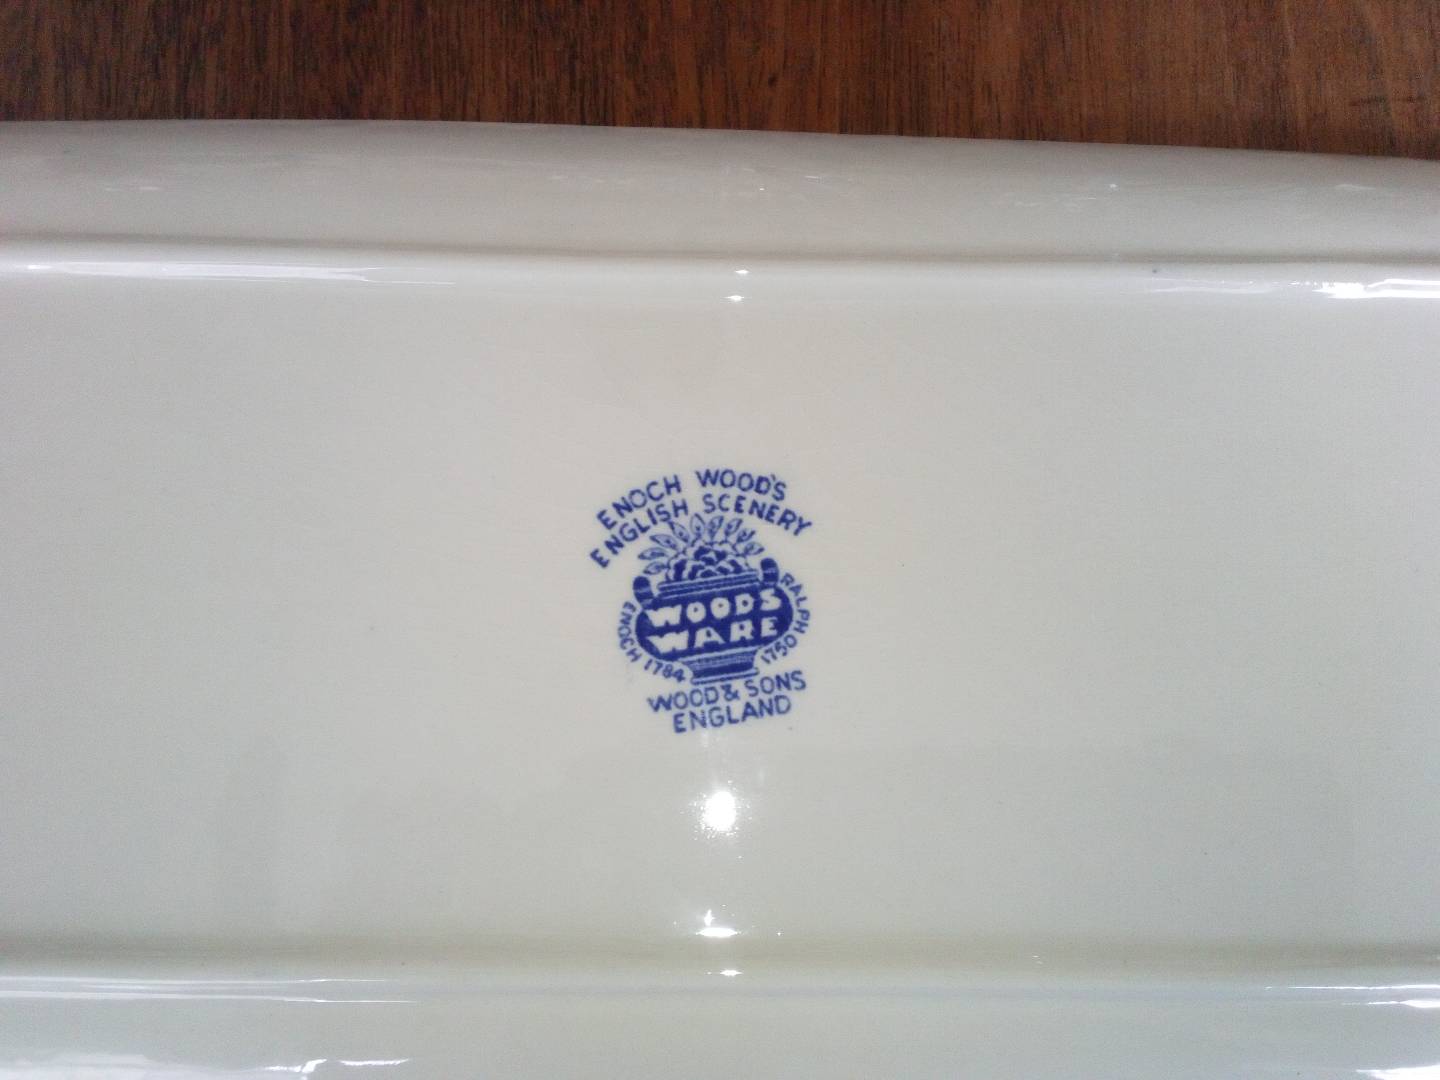 ENOCH WOOD'S
ENGLISH SCENERY
WOODS
WARE
ENOCH 1784
RALPH 1750
WOOD & SONS
ENGLAND